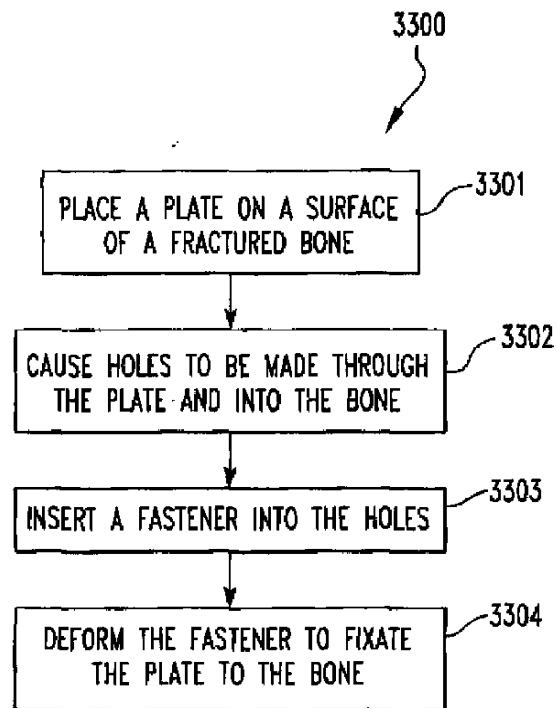 3300
PLACE A PLATE ON A SURFACE
OF A FRACTURED BONE
3301
CAUSE HOLES TO BE MADE THROUGH
THE PLATE AND INTO THE BONE
3302
INSERT A FASTENER INTO THE HOLES
3303
DEFORM THE FASTENER TO FIXATE
THE PLATE TO THE BONE
3304